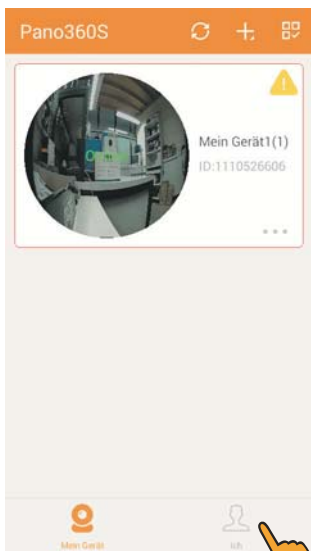 Pano360S
Mein Gerät1(1)
ID:1110526606
Mein Gerät
Ich